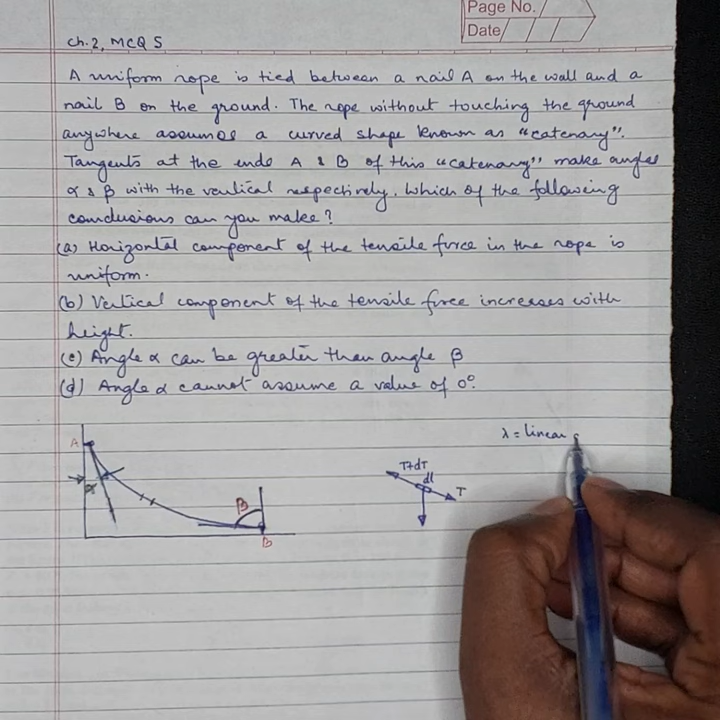 Page No.
Date
Ch.2, MCQ 5
A uniform rope is tied between a nail A on the wall and a
nail B on the ground. The rope without touching the ground
anywhere assumes a curved shape known as "catenary".
Tangents at the ends A & B of this "catenary" make angles
α & β with the vertical respectively. Which of the following
conclusions can you make?
(a) Horizontal component of the tensile force in the rope is
uniform.
(b) Vertical component of the tensile force increases with
height.
(c) Angle α can be greater than angle β
(d) Angle α cannot assume a value of 0°.
λ = linear
A
T+dT
dl
T
α
β
B